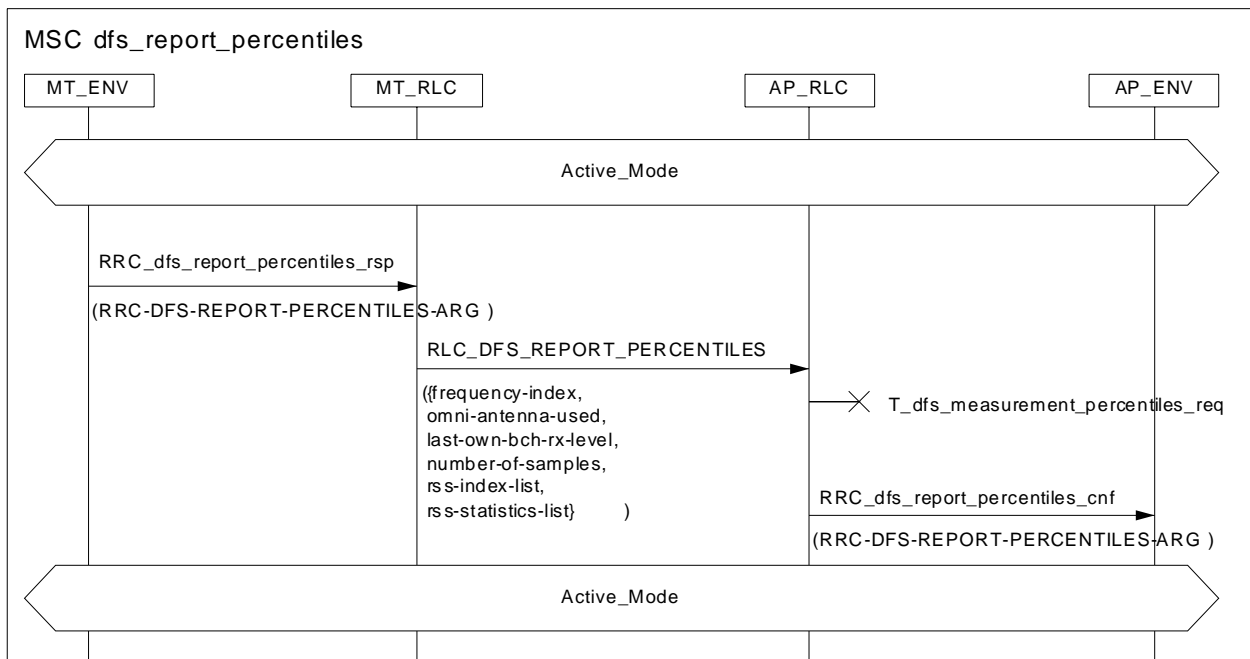 MSC dfs_report_percentiles
MT_ENV
MT_RLC
AP_RLC
AP_ENV
Active_Mode
RRC_dfs_report_percentiles_rsp
(RRC-DFS-REPORT-PERCENTILES-ARG )
RLC_DFS_REPORT_PERCENTILES
({frequency-index,
omni-antenna-used,
last-own-bch-rx-level,
number-of-samples,
rss-index-list,
rss-statistics-list} )
T_dfs_measurement_percentiles_req
RRC_dfs_report_percentiles_cnf
(RRC-DFS-REPORT-PERCENTILES-ARG )
Active_Mode